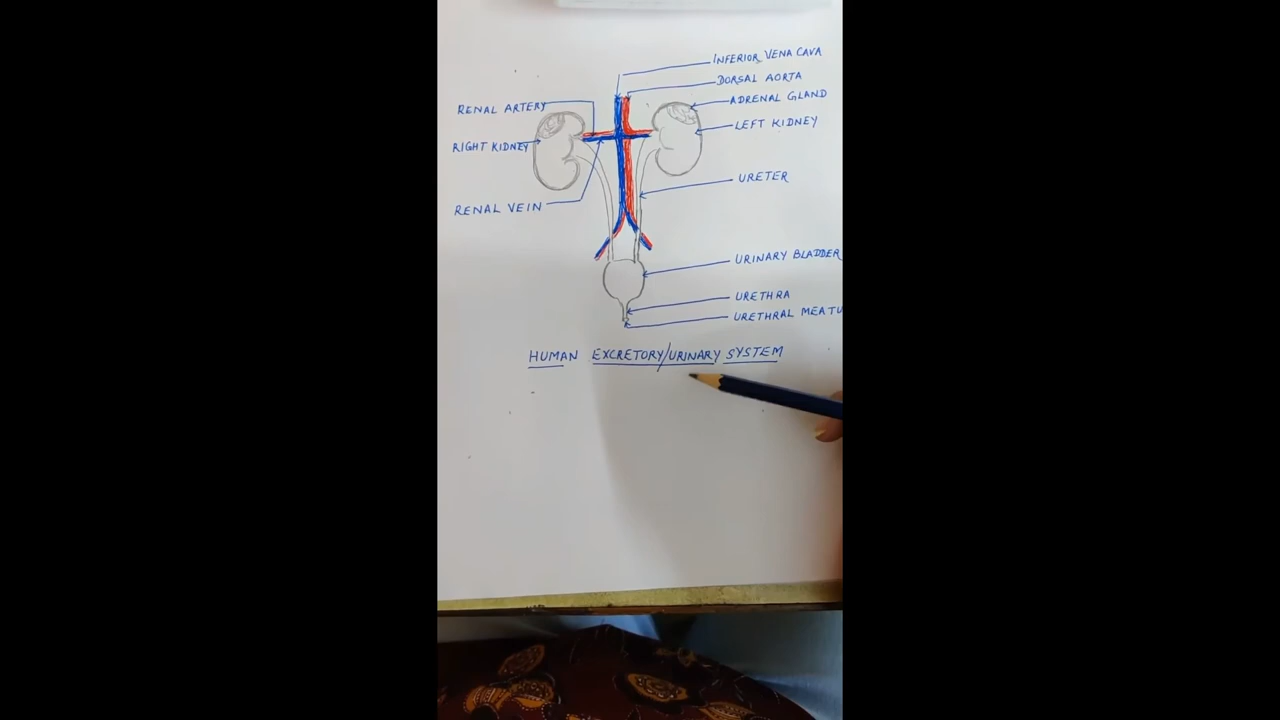 INFERIOR VENA CAVA
DORSAL AORTA
ADRENAL GLAND
RENAL ARTERY
LEFT KIDNEY
RIGHT KIDNEY
URETER
RENAL VEIN
URINARY BLADDER
URETHRA
URETHRAL MEATU
HUMAN EXCRETORY/URINARY SYSTEM